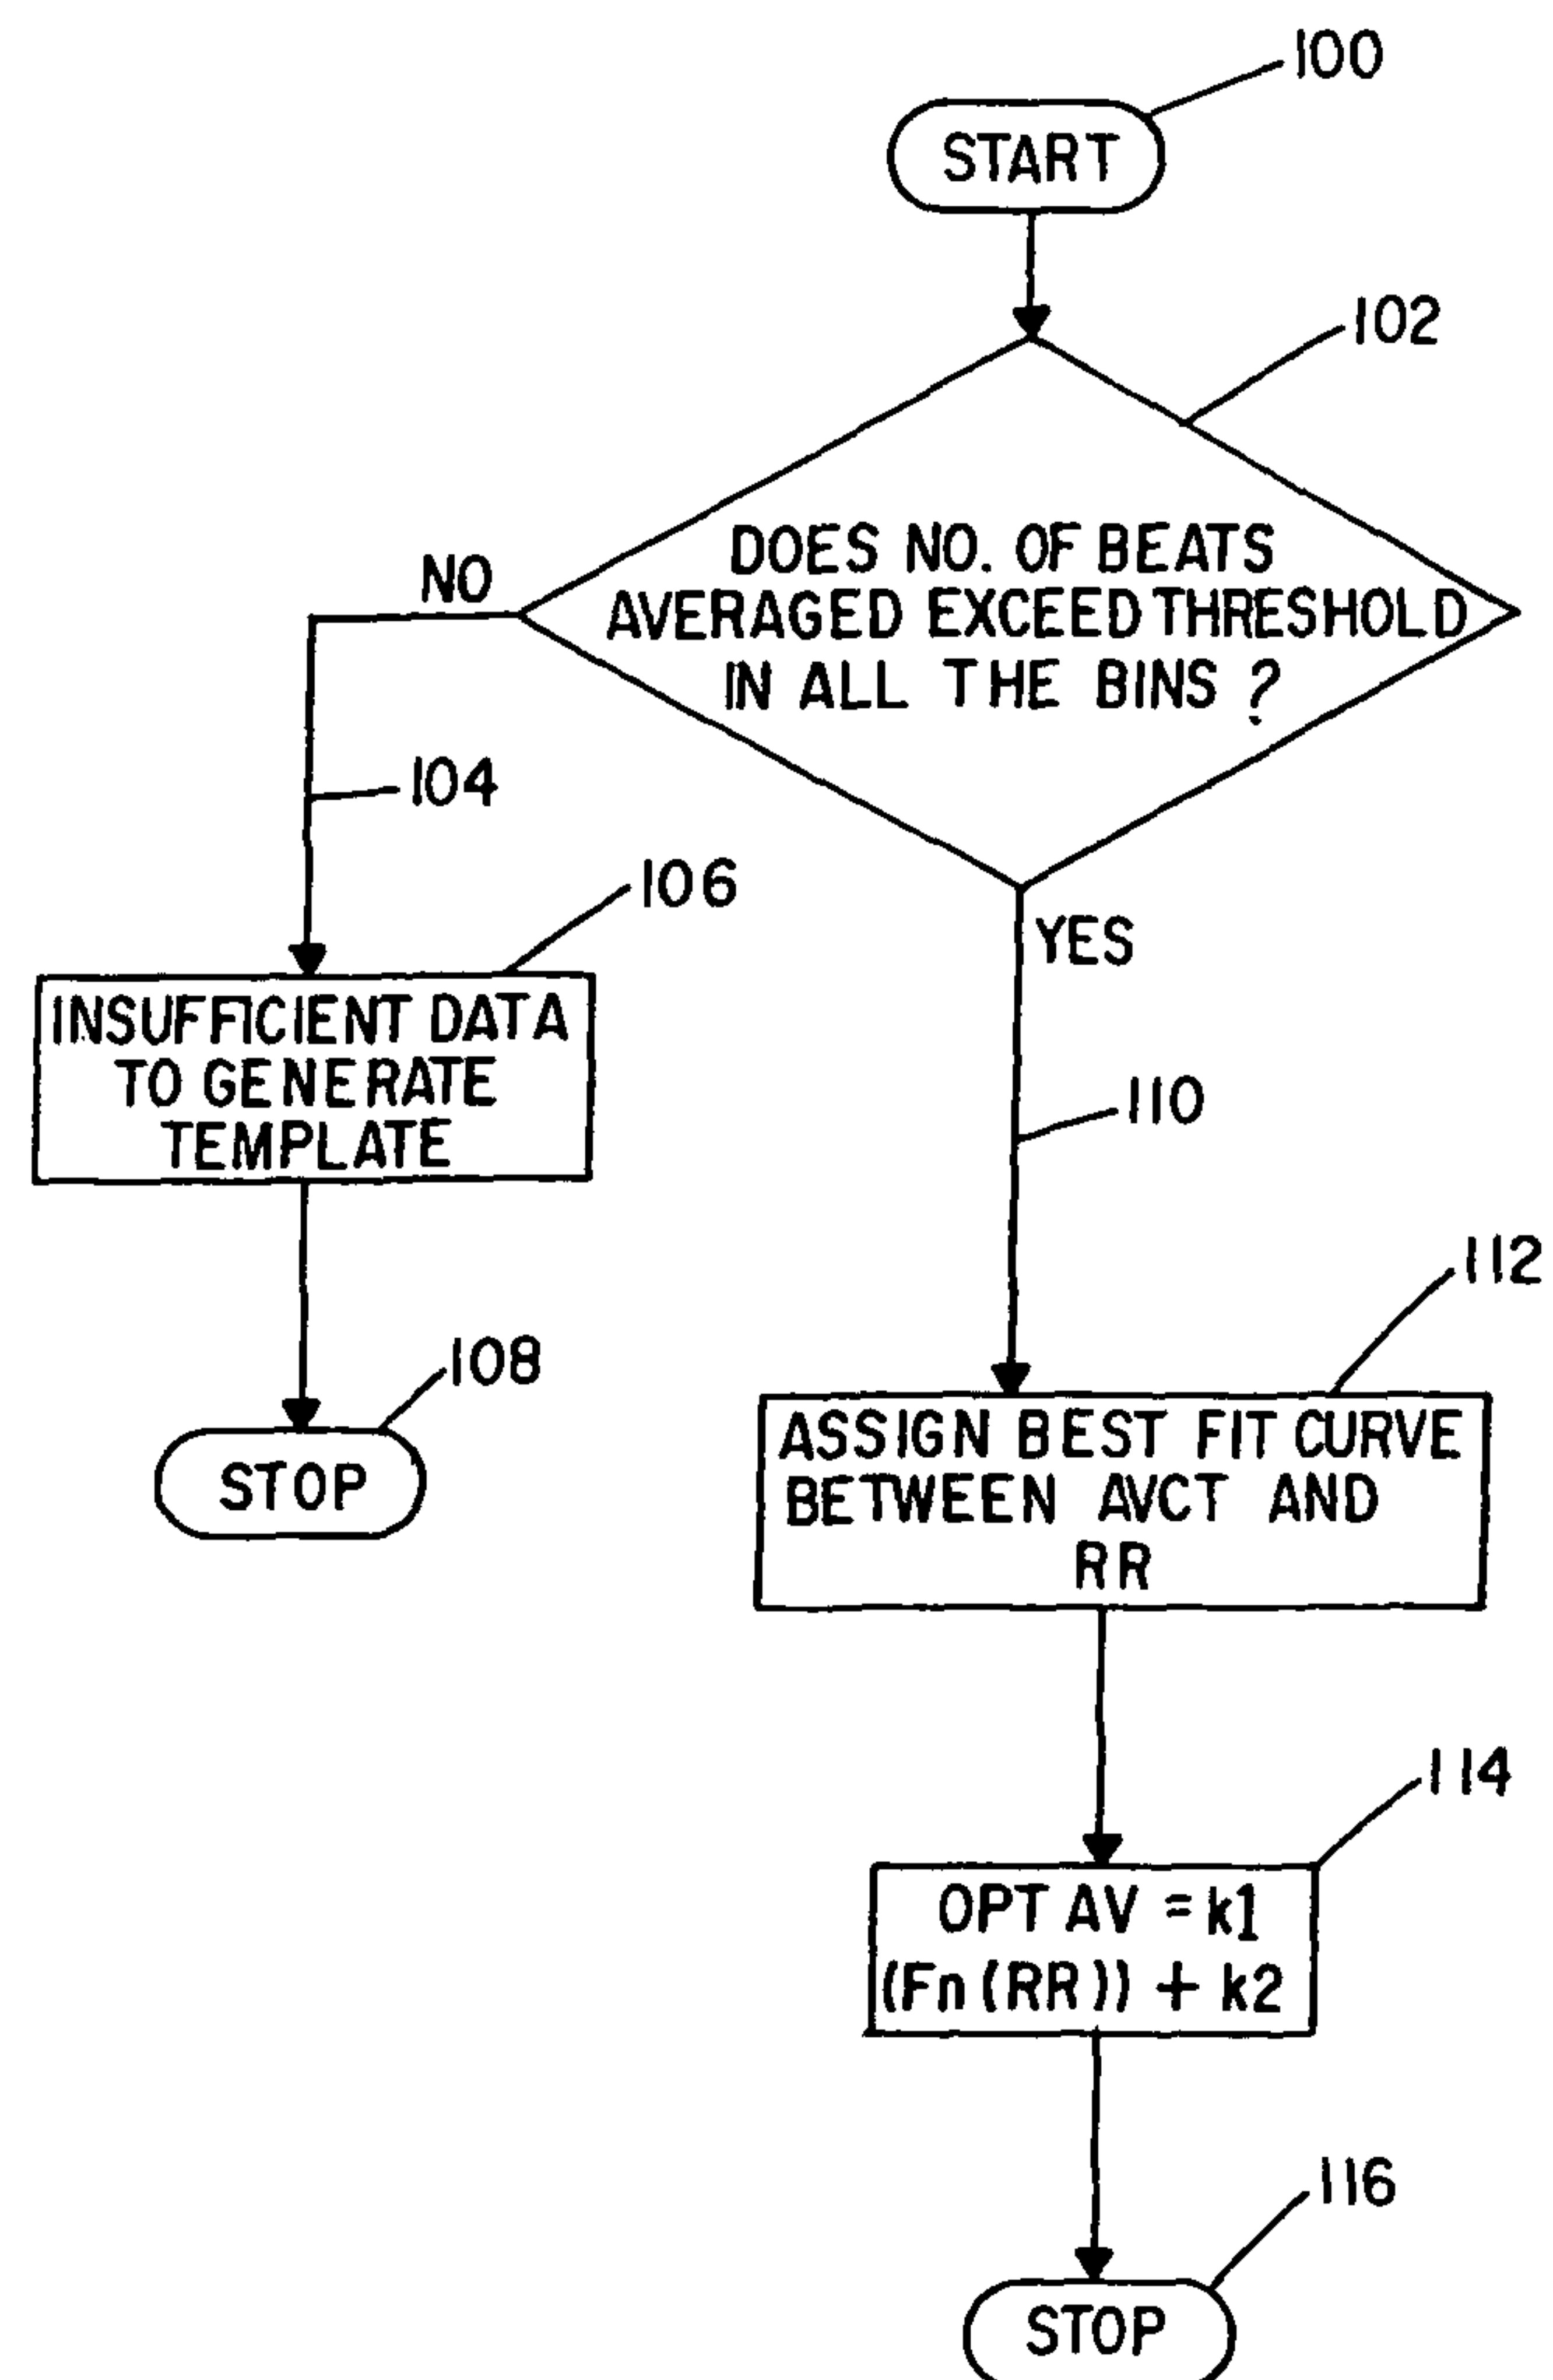 100
START
102
DOES NO. OF BEATS
AVERAGED EXCEED THRESHOLD
IN ALL THE BINS ?
NO
104
106
YES
INSUFFICIENT DATA
TO GENERATE
TEMPLATE
110
108
STOP
112
ASSIGN BEST FIT CURVE
BETWEEN AVCT AND
RR
114
OPT AV = k1
(Fn (RR)) + k2
116
STOP